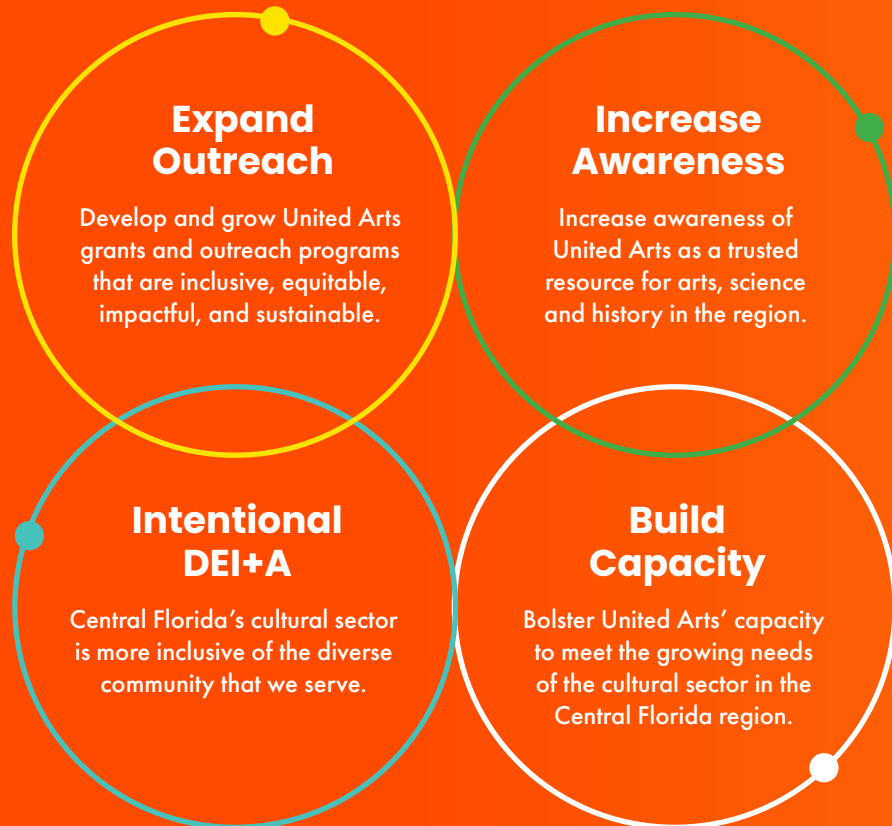 Expand
Outreach
Develop and grow United Arts
grants and outreach programs
that are inclusive, equitable,
impactful, and sustainable.
Increase
Awareness
Increase awareness of
United Arts as a trusted
resource for arts, science
and history in the region.
Intentional
DEI+A
Central Florida’s cultural sector
is more inclusive of the diverse
community that we serve.
Build
Capacity
Bolster United Arts’ capacity
to meet the growing needs
of the cultural sector in the
Central Florida region.